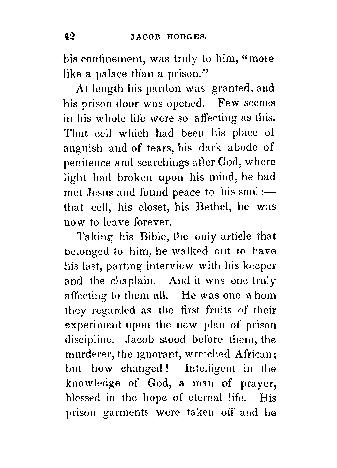 42 JACOB HODGES.
his confinement, was truly to him, "more
like a palace than a prison."
At length his pardon was granted, and
his prison door was opened. Few scenes
in his whole life were so affecting as this.
That cell which had been his place of
anguish and of tears, his dark abode of
penitence and searchings after God, where
light had broken upon his mind, he had
met Jesus and found peace to his soul:—
that cell, his closet, his Bethel, he was
now to leave forever.
Taking his Bible, the only article that
belonged to him, he walked out to have
his last, parting interview with his keeper
and the chaplain. And it was one truly
affecting to them all. He was one whom
they regarded as the first fruits of their
experiment upon the new plan of prison
discipline. Jacob stood before them, the
murderer, the ignorant, wretched African;
but how changed! Intelligent in the
knowledge of God, a man of prayer,
blessed in the hope of eternal life. His
prison garments were taken off and he